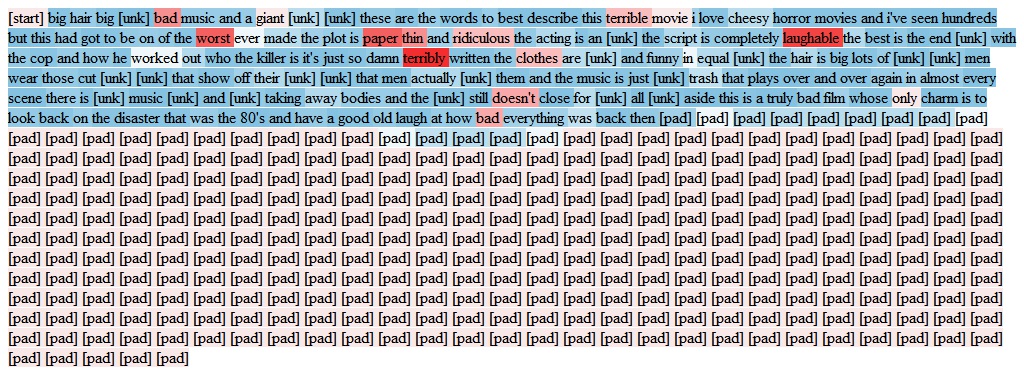 [start] big hair big [unk] bad music and a giant [unk] [unk] these are the words to best describe this terrible movie i love cheesy horror movies and i've seen hundreds
but this had got to be on of the worst ever made the plot is paper thin and ridiculous the acting is an [unk] the script is completely laughable the best is the end [unk] with
the cop and how he worked out who the killer is it's just so damn terribly written the clothes are [unk] and funny in equal [unk] the hair is big lots of [unk] [unk] men
wear those cut [unk] [unk] that show off their [unk] [unk] that men actually [unk] them and the music is just [unk] trash that plays over and over again in almost every
scene there is [unk] music [unk] and [unk] taking away bodies and the [unk] still doesn't close for [unk] all [unk] aside this is a truly bad film whose only charm is to
look back on the disaster that was the 80's and have a good old laugh at how bad everything was back then [pad] [pad] [pad] [pad] [pad] [pad] [pad] [pad] [pad]
[pad] [pad] [pad] [pad] [pad] [pad] [pad] [pad] [pad] [pad] [pad] [pad] [pad] [pad] [pad] [pad] [pad] [pad] [pad] [pad] [pad] [pad] [pad] [pad] [pad] [pad] [pad]
[pad] [pad] [pad] [pad] [pad] [pad] [pad] [pad] [pad] [pad] [pad] [pad] [pad] [pad] [pad] [pad] [pad] [pad] [pad] [pad] [pad] [pad] [pad] [pad] [pad] [pad] [pad]
[pad] [pad] [pad] [pad] [pad] [pad] [pad] [pad] [pad] [pad] [pad] [pad] [pad] [pad] [pad] [pad] [pad] [pad] [pad] [pad] [pad] [pad] [pad] [pad] [pad] [pad] [pad]
[pad] [pad] [pad] [pad] [pad] [pad] [pad] [pad] [pad] [pad] [pad] [pad] [pad] [pad] [pad] [pad] [pad] [pad] [pad] [pad] [pad] [pad] [pad] [pad] [pad] [pad] [pad]
[pad] [pad] [pad] [pad] [pad] [pad] [pad] [pad] [pad] [pad] [pad] [pad] [pad] [pad] [pad] [pad] [pad] [pad] [pad] [pad] [pad] [pad] [pad] [pad] [pad] [pad] [pad]
[pad] [pad] [pad] [pad] [pad] [pad] [pad] [pad] [pad] [pad] [pad] [pad] [pad] [pad] [pad] [pad] [pad] [pad] [pad] [pad] [pad] [pad] [pad] [pad] [pad] [pad] [pad]
[pad] [pad] [pad] [pad] [pad] [pad] [pad] [pad] [pad] [pad] [pad] [pad] [pad] [pad] [pad] [pad] [pad] [pad] [pad] [pad] [pad] [pad] [pad] [pad] [pad] [pad] [pad]
[pad] [pad] [pad] [pad] [pad] [pad] [pad] [pad] [pad] [pad] [pad] [pad] [pad] [pad] [pad] [pad] [pad] [pad] [pad] [pad] [pad] [pad] [pad] [pad] [pad] [pad] [pad]
[pad] [pad] [pad] [pad] [pad] [pad] [pad] [pad] [pad] [pad] [pad] [pad] [pad] [pad] [pad] [pad] [pad] [pad] [pad] [pad] [pad] [pad] [pad] [pad] [pad] [pad] [pad]
[pad] [pad] [pad] [pad] [pad] [pad] [pad] [pad] [pad] [pad] [pad] [pad] [pad] [pad] [pad] [pad] [pad] [pad] [pad] [pad] [pad] [pad] [pad] [pad] [pad] [pad] [pad]
[pad] [pad] [pad] [pad] [pad] [pad] [pad] [pad] [pad] [pad] [pad] [pad] [pad] [pad] [pad] [pad] [pad] [pad] [pad] [pad] [pad] [pad] [pad] [pad] [pad] [pad] [pad]
[pad] [pad] [pad] [pad] [pad]